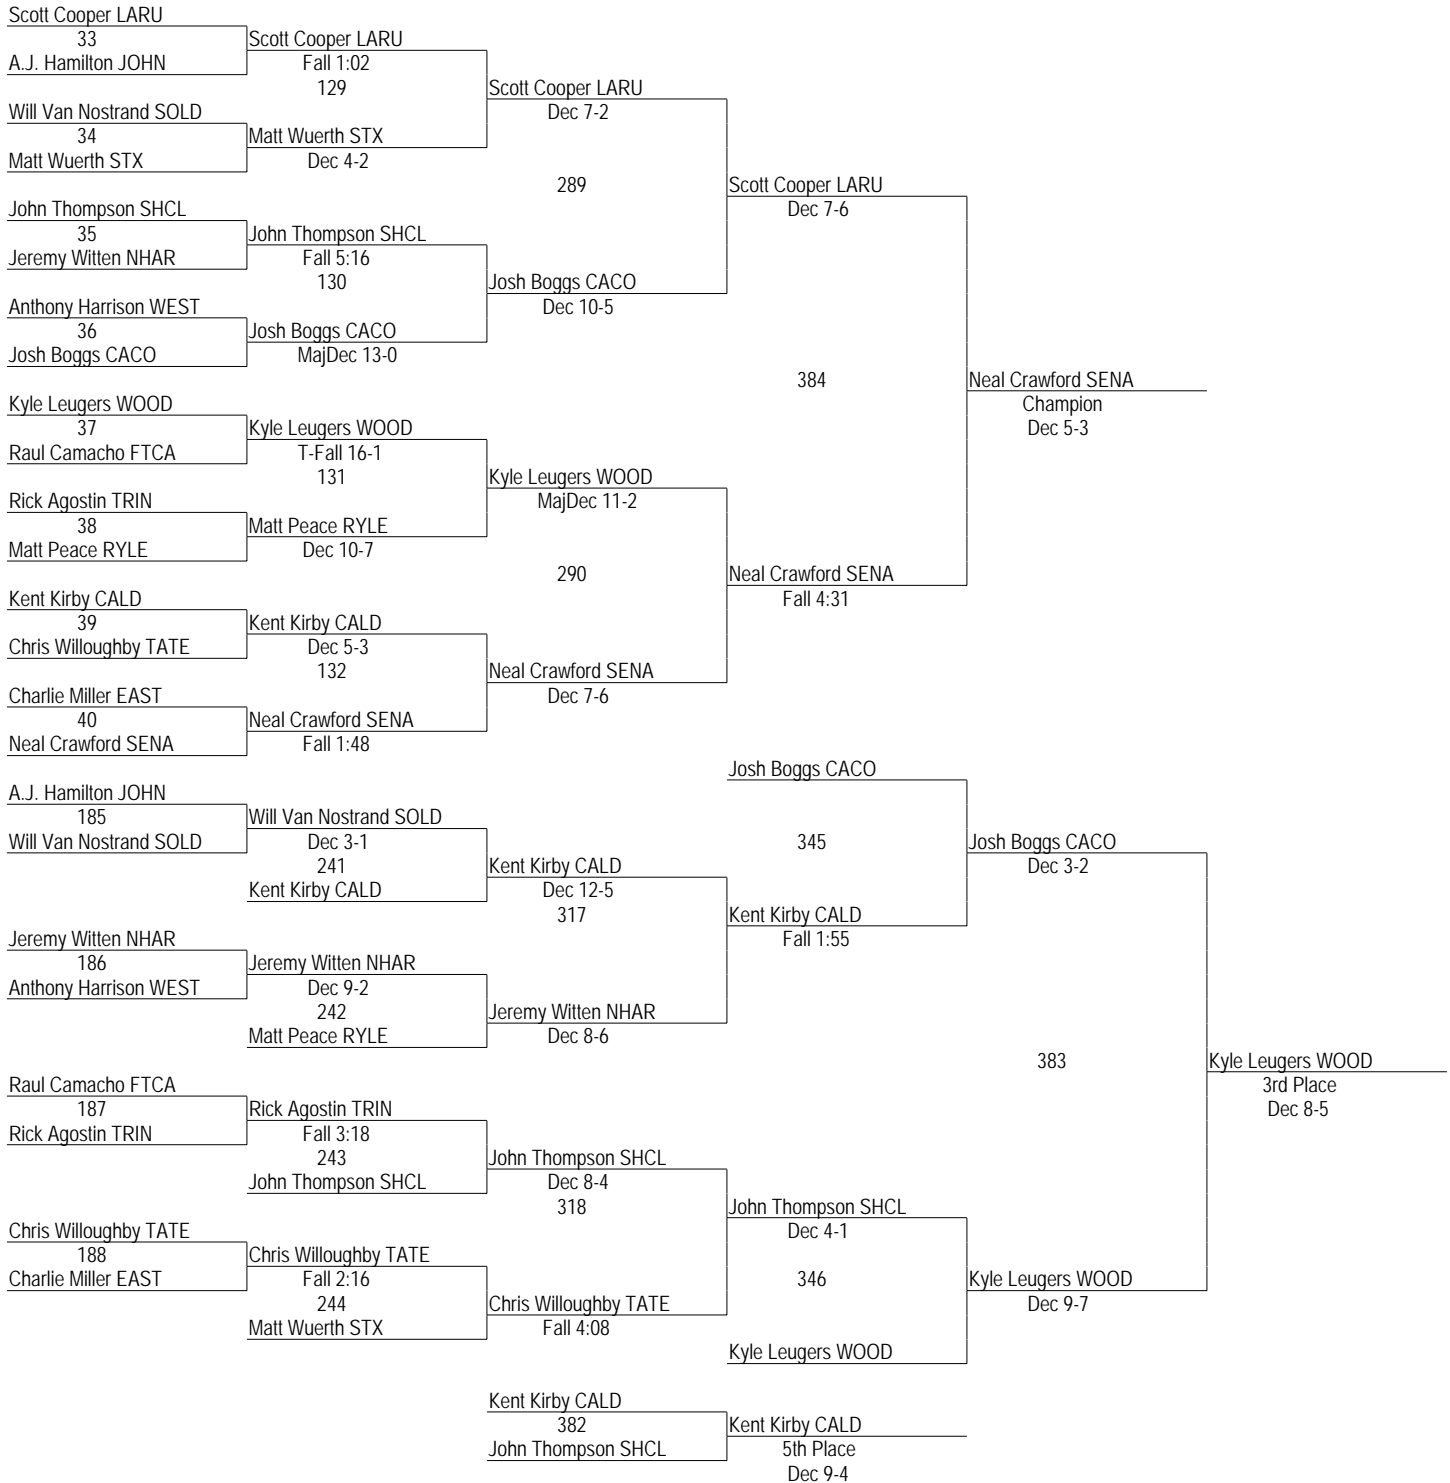 Scott Cooper LARU
33
A.J. Hamilton JOHN
Scott Cooper LARU
Fall 1:02
129
Will Van Nostrand SOLD
34
Matt Wuerth STX
Matt Wuerth STX
Dec 4-2
Scott Cooper LARU
Dec 7-2
289
John Thompson SHCL
35
Jeremy Witten NHAR
John Thompson SHCL
Fall 5:16
130
Anthony Harrison WEST
36
Josh Boggs CACO
Josh Boggs CACO
MajDec 13-0
Josh Boggs CACO
Dec 10-5
Scott Cooper LARU
Dec 7-6
384
Kyle Leugers WOOD
37
Raul Camacho FTCA
Kyle Leugers WOOD
T-Fall 16-1
131
Rick Agostin TRIN
38
Matt Peace RYLE
Matt Peace RYLE
Dec 10-7
Kyle Leugers WOOD
MajDec 11-2
290
Kent Kirby CALD
39
Chris Willoughby TATE
Kent Kirby CALD
Dec 5-3
132
Charlie Miller EAST
40
Neal Crawford SENA
Neal Crawford SENA
Fall 1:48
Neal Crawford SENA
Dec 7-6
Neal Crawford SENA
Fall 4:31
Neal Crawford SENA
Champion
Dec 5-3
A.J. Hamilton JOHN
185
Will Van Nostrand SOLD
Will Van Nostrand SOLD
Dec 3-1
241
Kent Kirby CALD
Kent Kirby CALD
Dec 12-5
317
Jeremy Witten NHAR
186
Anthony Harrison WEST
Jeremy Witten NHAR
Dec 9-2
242
Matt Peace RYLE
Jeremy Witten NHAR
Dec 8-6
Josh Boggs CACO
345
Kent Kirby CALD
Fall 1:55
Josh Boggs CACO
Dec 3-2
383
Raul Camacho FTCA
187
Rick Agostin TRIN
Rick Agostin TRIN
Fall 3:18
243
John Thompson SHCL
John Thompson SHCL
Dec 8-4
318
Chris Willoughby TATE
188
Charlie Miller EAST
Chris Willoughby TATE
Fall 2:16
244
Matt Wuerth STX
Chris Willoughby TATE
Fall 4:08
John Thompson SHCL
Dec 4-1
346
Kyle Leugers WOOD
Kyle Leugers WOOD
Dec 9-7
Kyle Leugers WOOD
3rd Place
Dec 8-5
Kent Kirby CALD
382
John Thompson SHCL
Kent Kirby CALD
5th Place
Dec 9-4